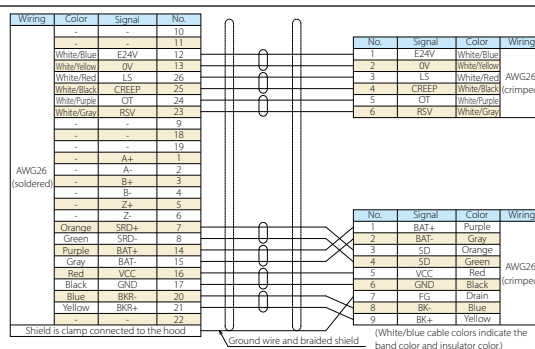 Wiring Color Signal No.
- - 10
- - 11
White/Blue E24V 12
White/Yellow 0V 13
White/Red LS 26
White/Black CREEP 25
White/Purple OT 24
White/Gray RSV 23
- - 9
- - 18
- - 19
- A+ 1
AWG26 - A- 2
(soldered) - B+ 3
- B- 4
- Z+ 5
- Z- 6
Orange SRD+ 7
Green SRD- 8
Purple BAT+ 14
Gray BAT- 15
Red VCC 16
Black GND 17
Blue BKR- 20
Yellow BKR+ 21
- - 22
Shield is clamp connected to the hood
No. Signal Color Wiring
1 E24V White/Blue
2 0V White/Yellow
3 LS White/Red AWG26
4 CREEP White/Black (crimped
5 OT White/Purple
6 RSV White/Gray
No. Signal Color Wiring
1 BAT+ Purple
2 BAT- Gray
3 SD Orange
4 SD Green
5 VCC Red AWG26
6 GND Black (crimped
7 FG Drain
8 BK- Blue
9 BK+ Yellow
Ground wire and braided shield
(White/blue cable colors indicate the
band color and insulator color.)